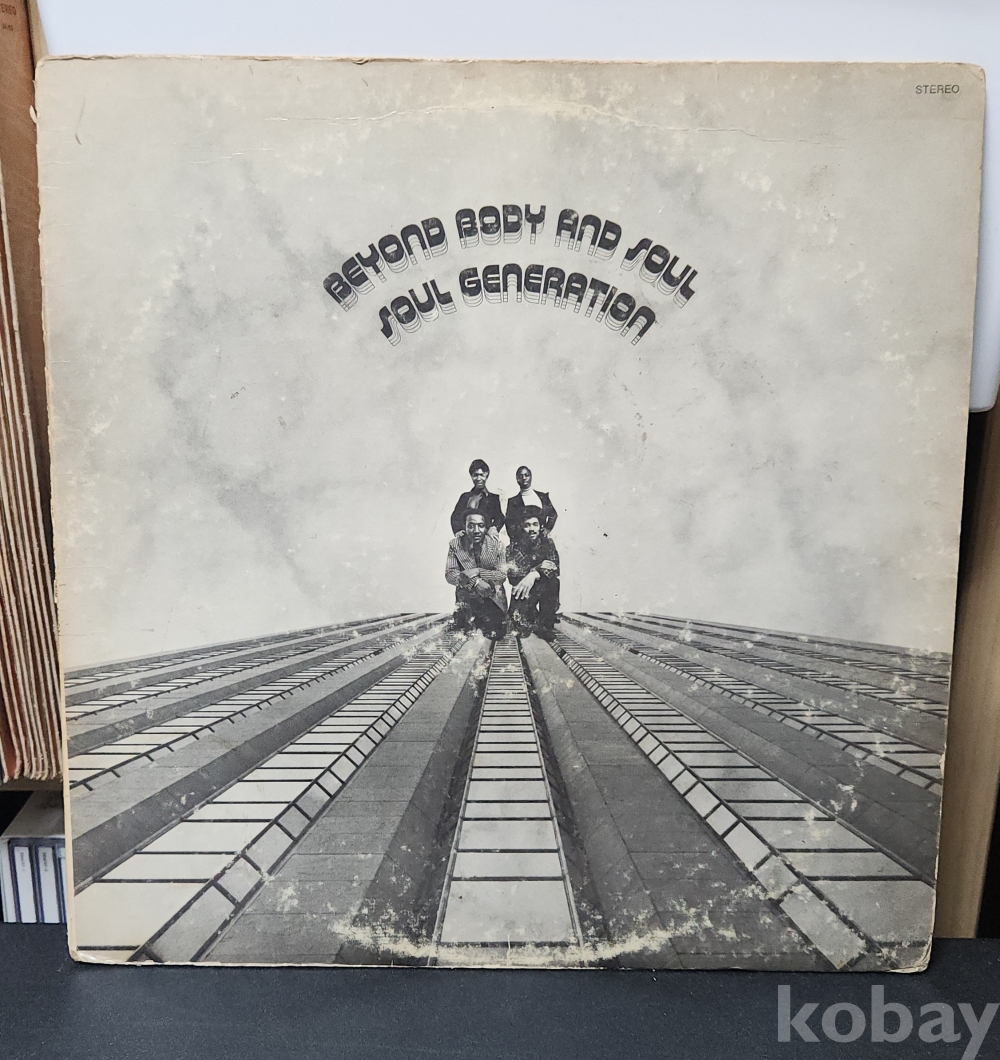 STEREO
BEYOND BODY AND SOUL
SOUL GENERATION
kobay